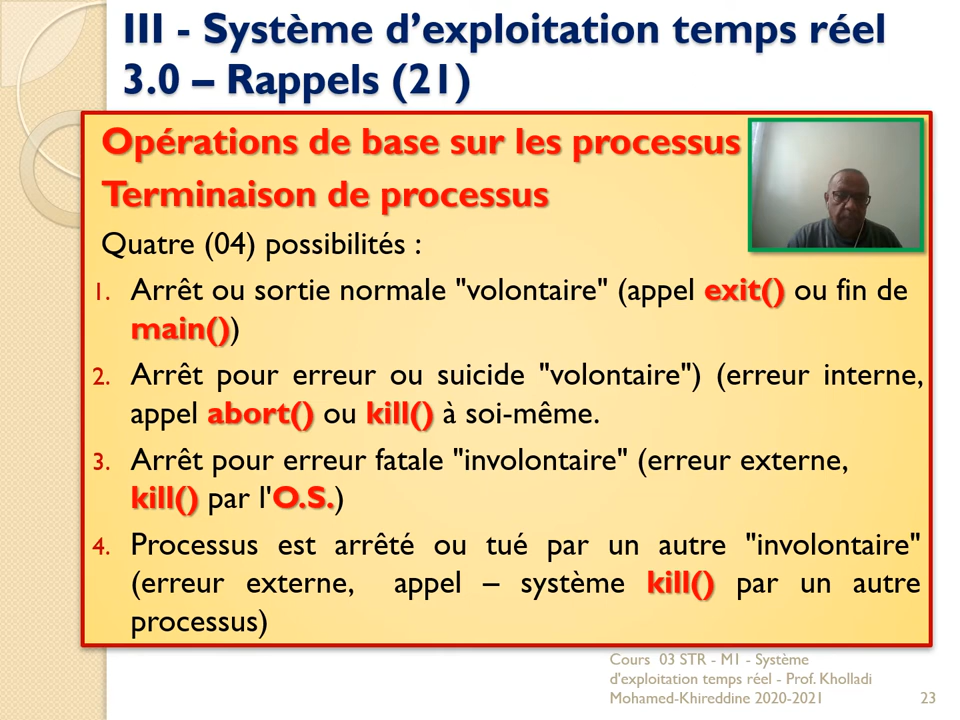 III - Système d’exploitation temps réel
3.0 – Rappels (21)
Opérations de base sur les processus
Terminaison de processus
Quatre (04) possibilités :
1. Arrêt ou sortie normale "volontaire" (appel exit() ou fin de
main())
2. Arrêt pour erreur ou suicide "volontaire") (erreur interne,
appel abort() ou kill() à soi-même.
3. Arrêt pour erreur fatale "involontaire" (erreur externe,
kill() par l'O.S.)
4. Processus est arrêté ou tué par un autre "involontaire"
(erreur externe, appel – système kill() par un autre
processus)
Cours 03 STR - M1 - Système
d'exploitation temps réel - Prof. Kholladi
Mohamed-Khireddine 2020-2021 23